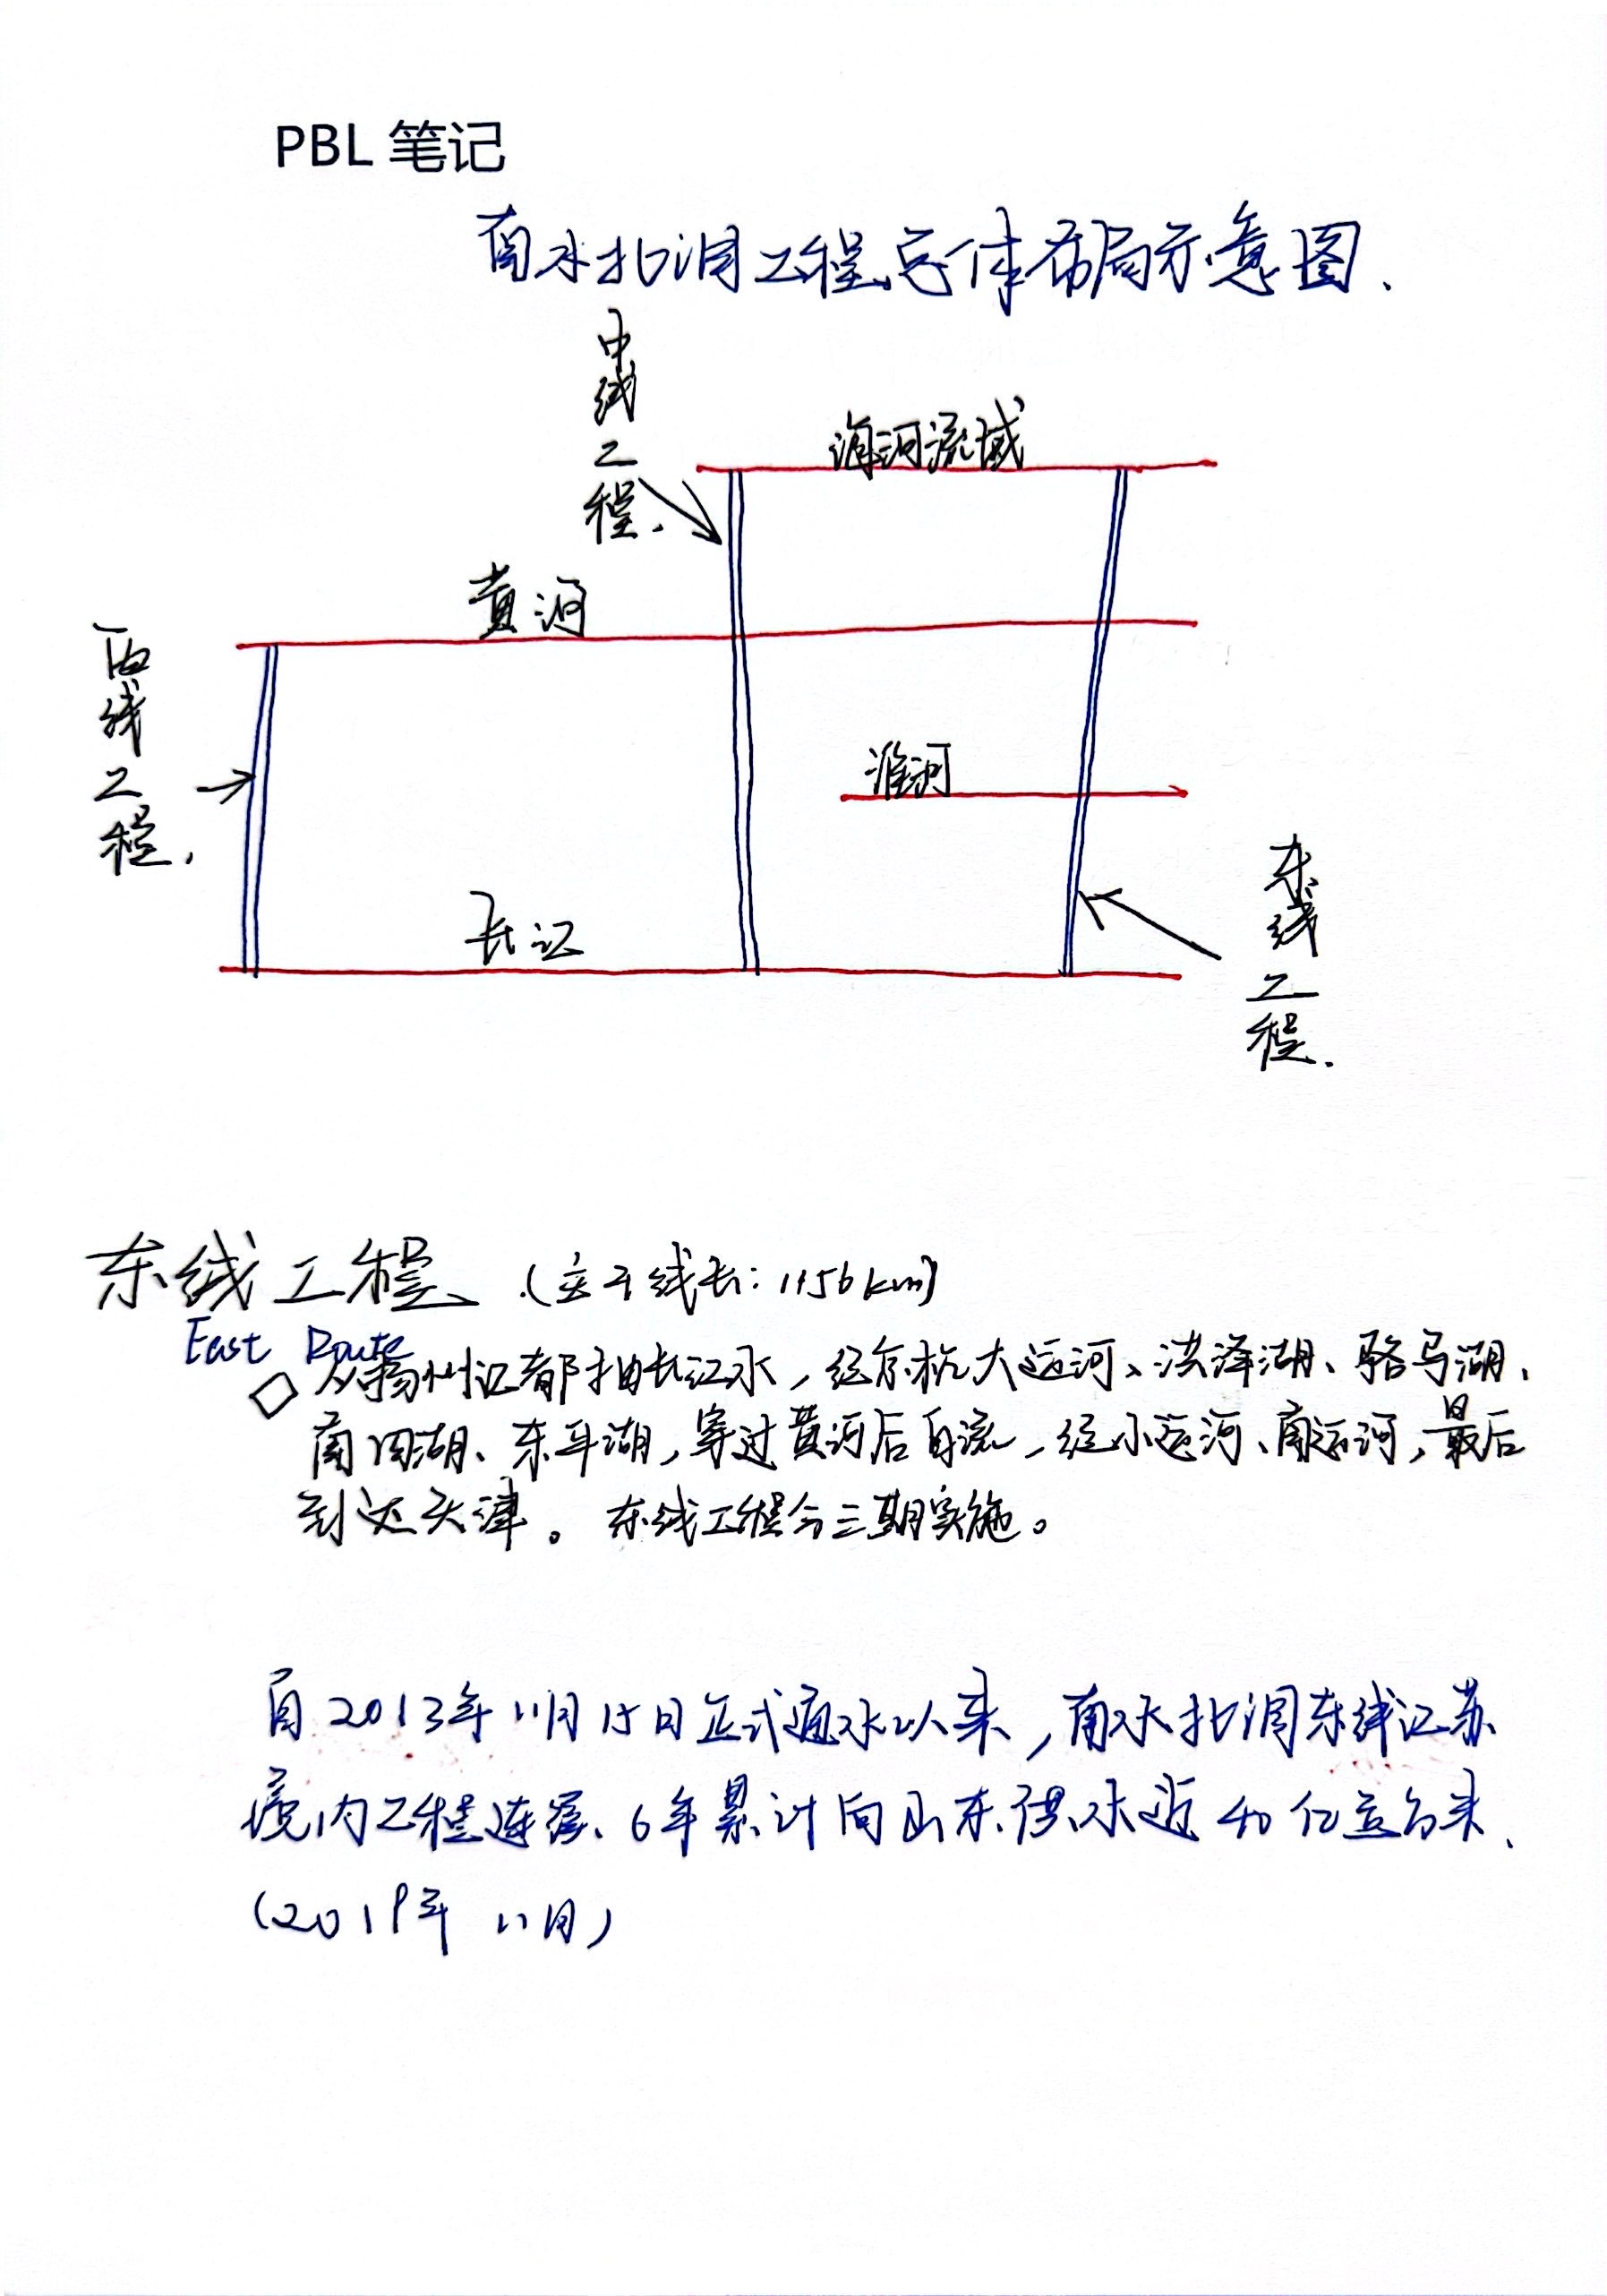 PBL 笔记
南水北调工程总体布局示意图.
中线工程.
海河流域
黄河
西线工程.
淮河
长江
东线工程.
东线工程 (主干线长: 1156km)
East Route
从扬州江都抽长江水，经京杭大运河、洪泽湖、骆马湖、
南四湖、东平湖，穿过黄河后自流，经小运河、南运河，最后
到达天津。东线工程分三期实施。
自2013年11月15日正式通水以来，南水北调东线江苏
境内工程连续、6年累计向山东供水近40亿立方米.
(2019年 11月)